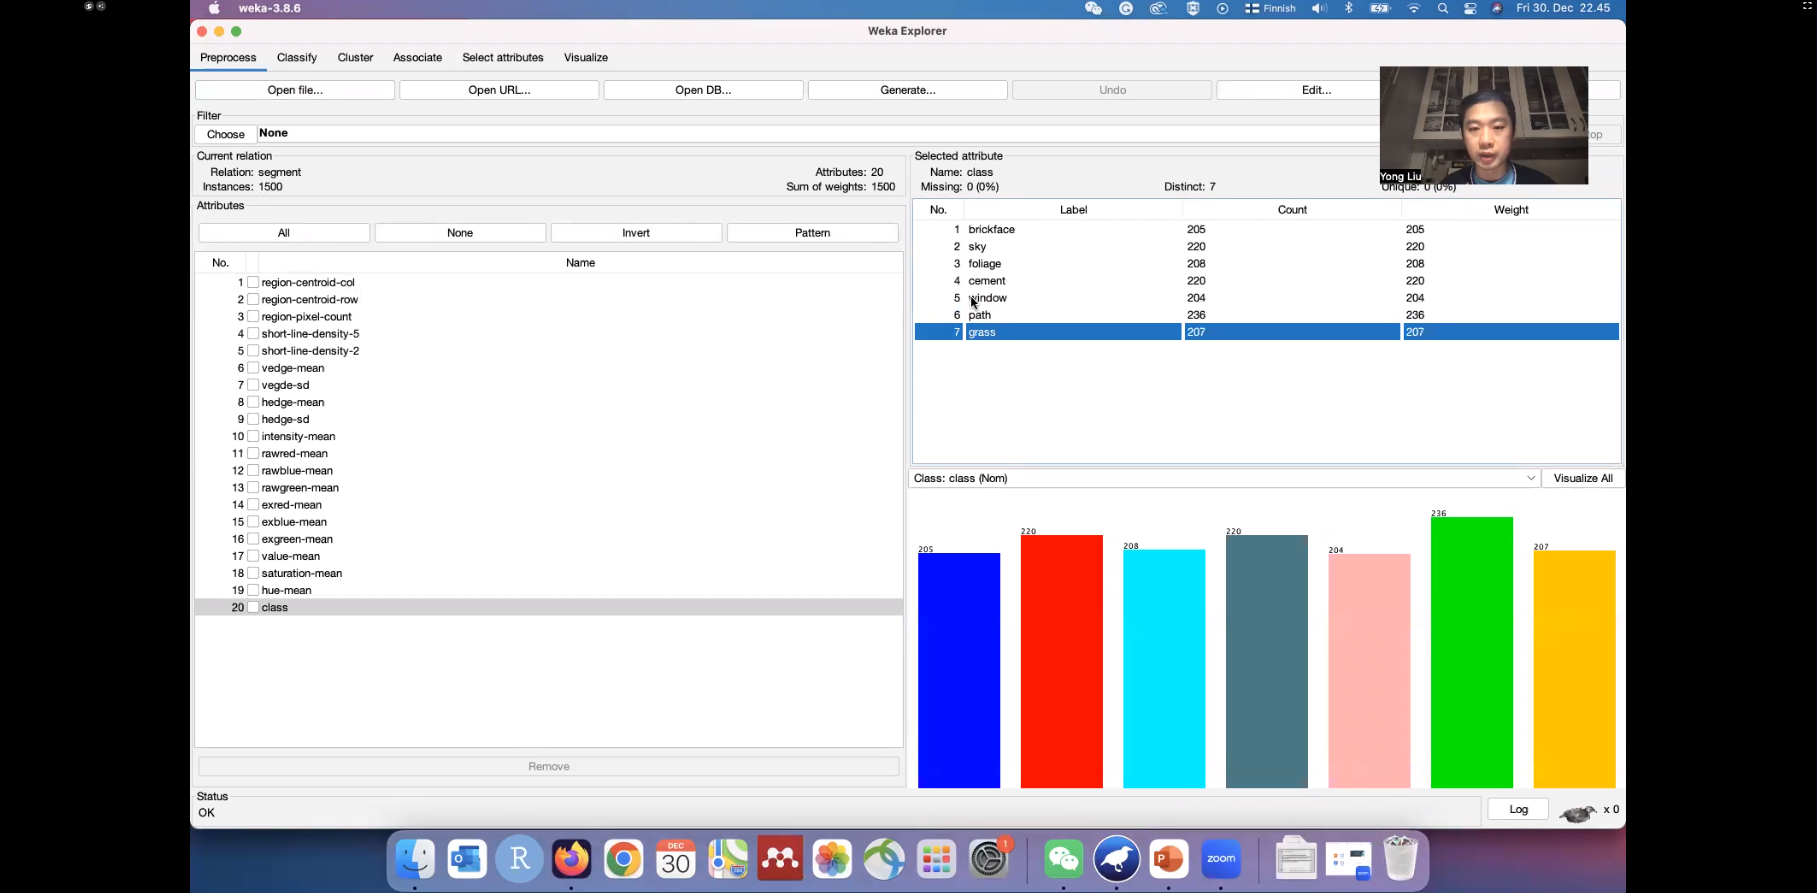 weka-3.8.6
Finnish
Fri 30. Dec 22.45
Weka Explorer
Preprocess
Classify
Cluster
Associate
Select attributes
Visualize
Open file...
Open URL...
Open DB...
Generate...
Undo
Edit...
Filter
Choose
None
Yong Liu
Current relation
Relation: segment
Attributes: 20
Instances: 1500
Sum of weights: 1500
Attributes
All
None
Invert
Pattern
No.
Name
1 region-centroid-col
2 region-centroid-row
3 region-pixel-count
4 short-line-density-5
5 short-line-density-2
6 vedge-mean
7 vegde-sd
8 hedge-mean
9 hedge-sd
10 intensity-mean
11 rawred-mean
12 rawblue-mean
13 rawgreen-mean
14 exred-mean
15 exblue-mean
16 exgreen-mean
17 value-mean
18 saturation-mean
19 hue-mean
20 class
Remove
Status
OK
Selected attribute
Name: class
Missing: 0 (0%)
Distinct: 7
Unique: 0 (0%)
No. Label Count Weight
1 brickface 205 205
2 sky 220 220
3 foliage 208 208
4 cement 220 220
5 window 204 204
6 path 236 236
7 grass 207 207
Class: class (Nom)
Visualize All
205
220
208
220
204
236
207
Log
x 0
DEC
30
R
1
P
zoom